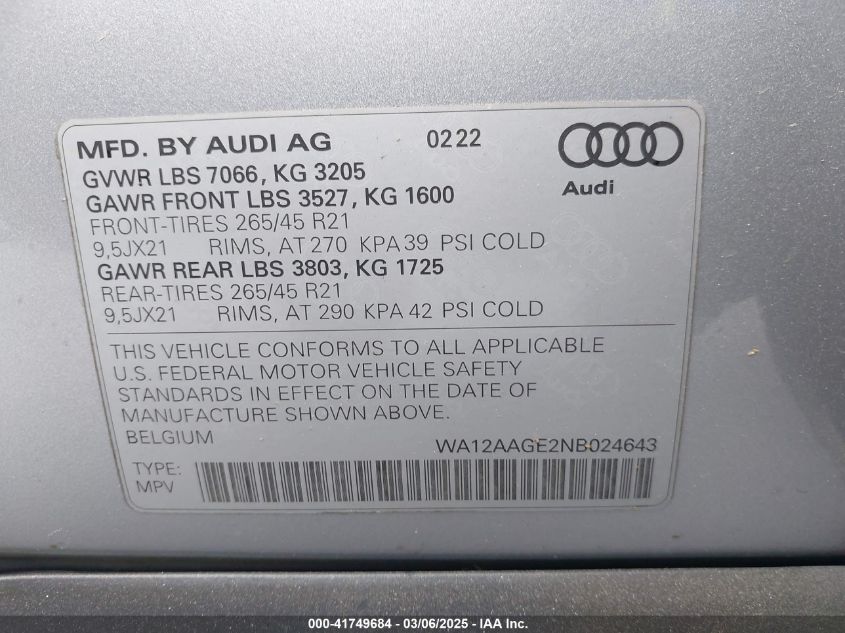 MFD. BY AUDI AG 0222
GVWR LBS 7066, KG 3205
GAWR FRONT LBS 3527, KG 1600
Audi
FRONT-TIRES 265/45 R21
9,5JX21 RIMS, AT 270 KPA 39 PSI COLD
GAWR REAR LBS 3803, KG 1725
REAR-TIRES 265/45 R21
9,5JX21 RIMS, AT 290 KPA 42 PSI COLD
THIS VEHICLE CONFORMS TO ALL APPLICABLE
U.S. FEDERAL MOTOR VEHICLE SAFETY
STANDARDS IN EFFECT ON THE DATE OF
MANUFACTURE SHOWN ABOVE.
BELGIUM WA12AAGE2NB024643
TYPE:
MPV
000-41749684 - 03/06/2025 - IAA Inc.